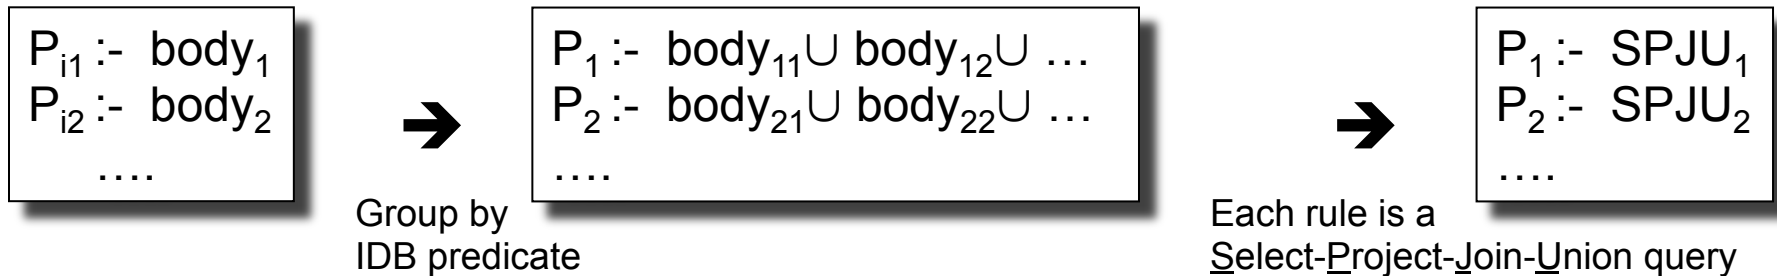 P_i1 :- body_1
P_i2 :- body_2
….
Group by
IDB predicate
P_1 :- body_11 ∪ body_12 ∪ …
P_2 :- body_21 ∪ body_22 ∪ …
….
Each rule is a
Select-Project-Join-Union query
P_1 :- SPJU_1
P_2 :- SPJU_2
….